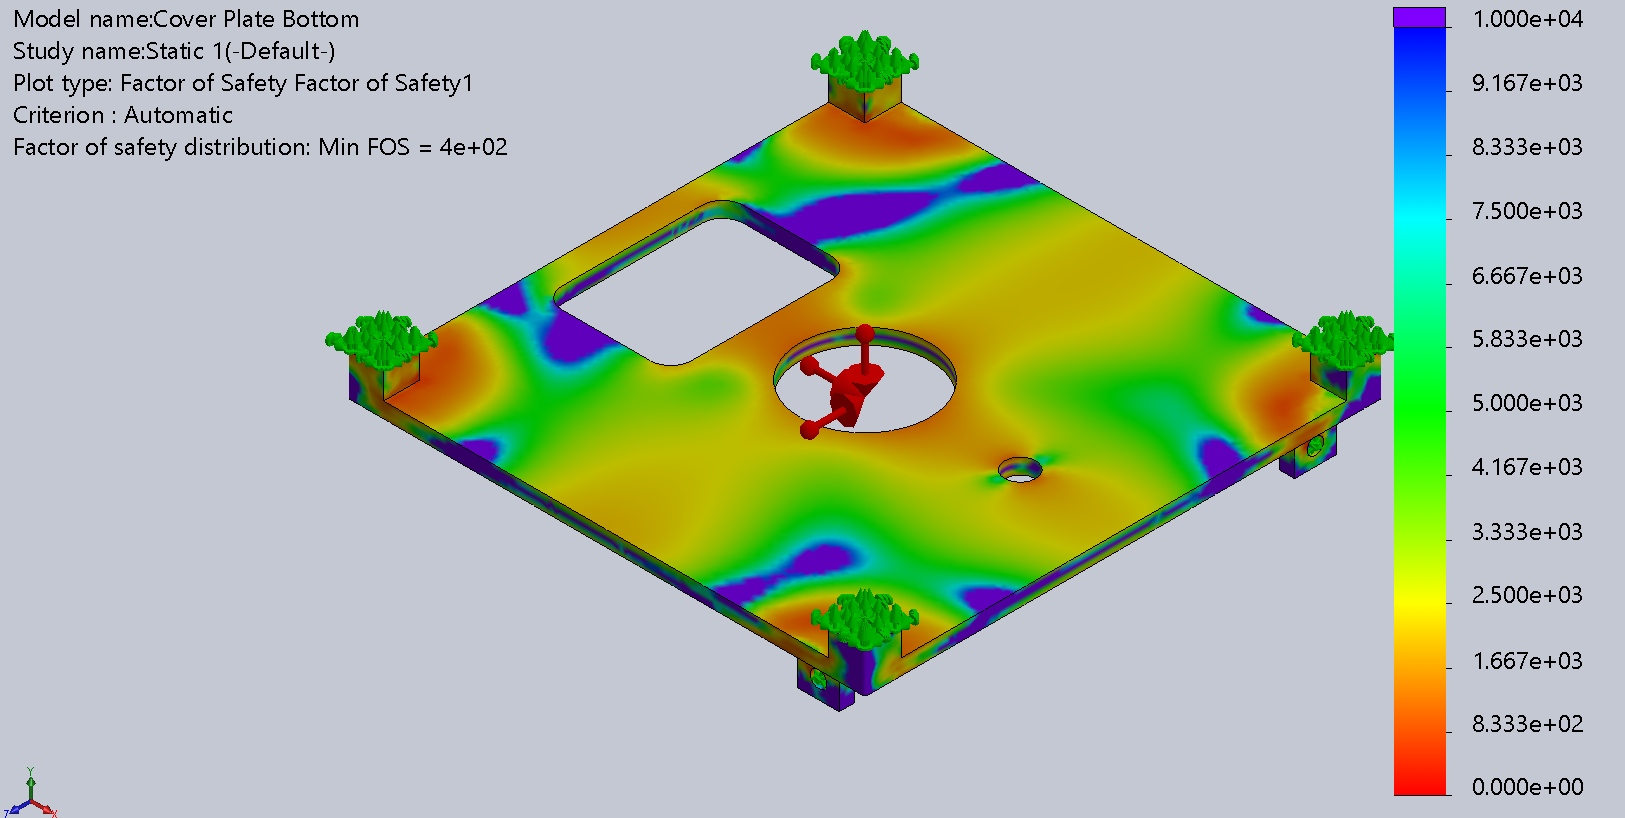 Model name:Cover Plate Bottom
Study name:Static 1(-Default-)
Plot type: Factor of Safety Factor of Safety1
Criterion : Automatic
Factor of safety distribution: Min FOS = 4e+02
1.000e+04
9.167e+03
8.333e+03
7.500e+03
6.667e+03
5.833e+03
5.000e+03
4.167e+03
3.333e+03
2.500e+03
1.667e+03
8.333e+02
0.000e+00
Y
Z
X